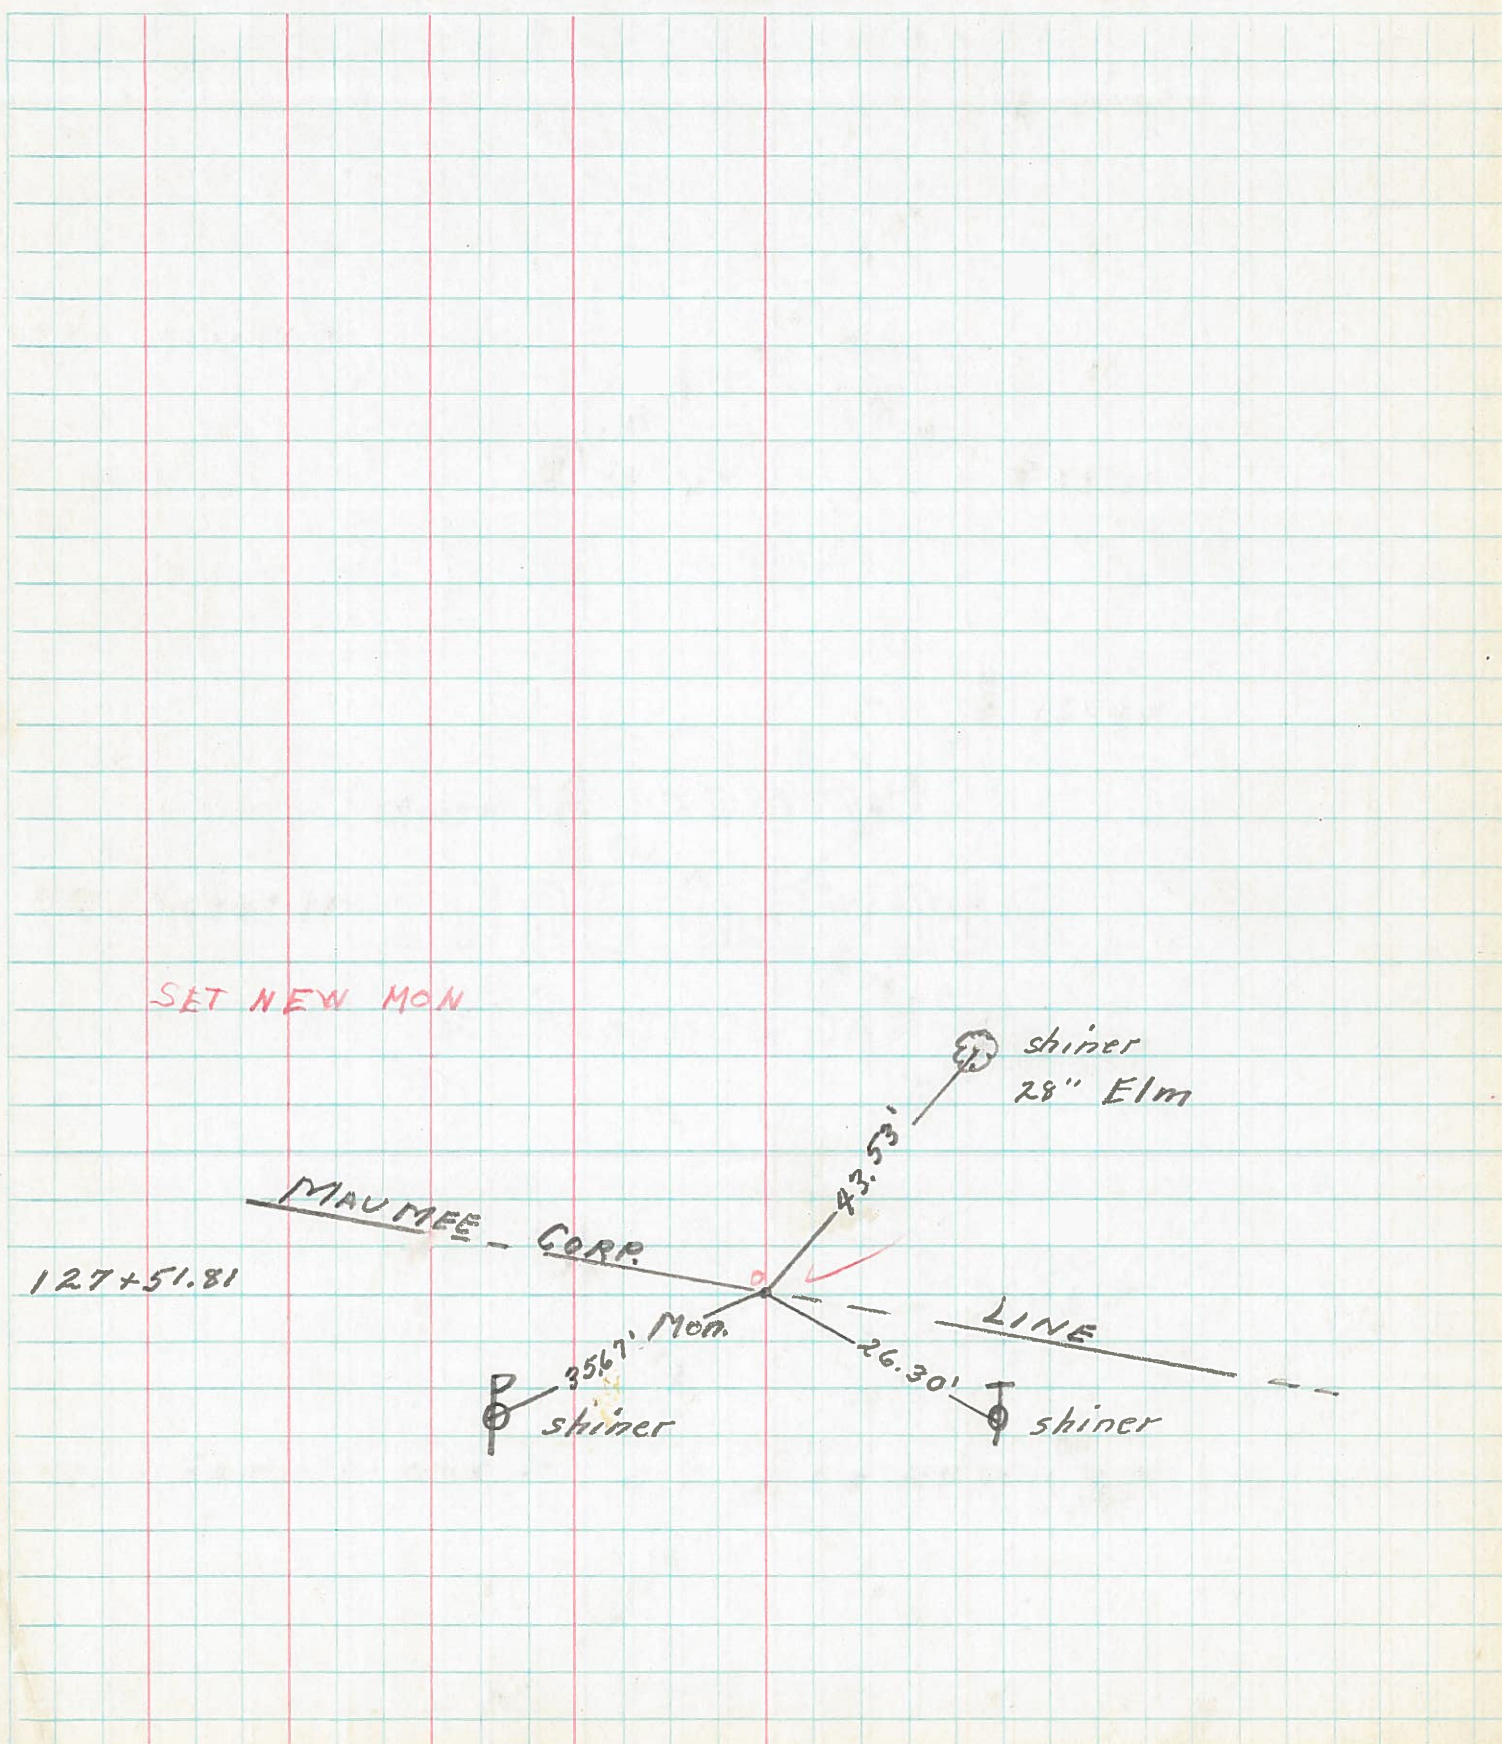 SET NEW MON
shiner
28" Elm
43.53'
MAUMEE CORP.
127+51.81
LINE
Mon.
35.67'
26.30'
P
T
shiner
shiner